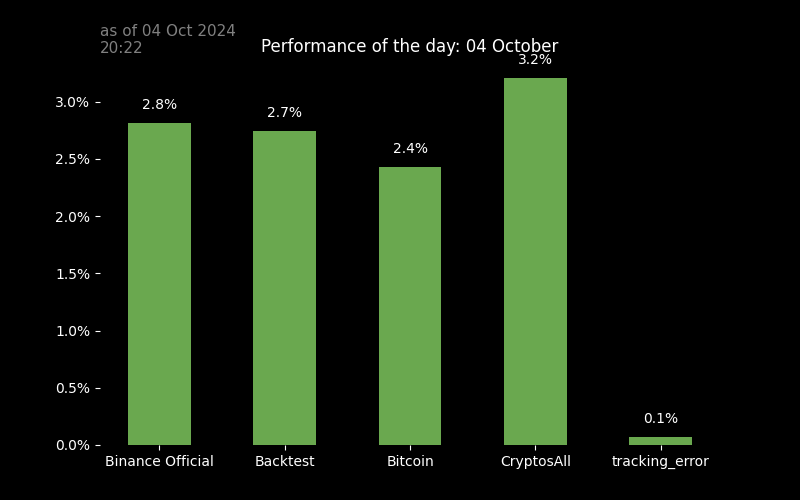 as of 04 Oct 2024
20:22
Performance of the day: 04 October
3.2%
2.8%
2.7%
2.4%
0.1%
3.0%
2.5%
2.0%
1.5%
1.0%
0.5%
0.0%
Binance Official
Backtest
Bitcoin
CryptosAll
tracking_error